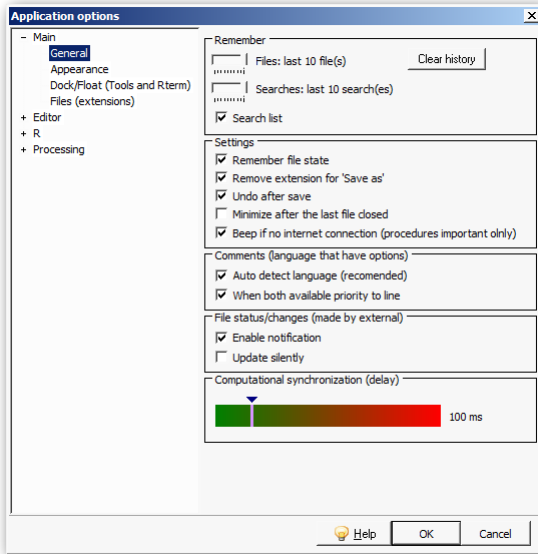 Application options
Main
General
Appearance
Dock/Float (Tools and Rterm)
Files (extensions)
Editor
R
Processing
Remember
Files: last 10 file(s)
Clear history
Searches: last 10 search(es)
Search list
Settings
Remember file state
Remove extension for 'Save as'
Undo after save
Minimize after the last file closed
Beep if no internet connection (procedures important olnly)
Comments (language that have options)
Auto detect language (recomended)
When both available priority to line
File status/changes (made by external)
Enable notification
Update silently
Computational synchronization (delay)
100 ms
Help
OK
Cancel